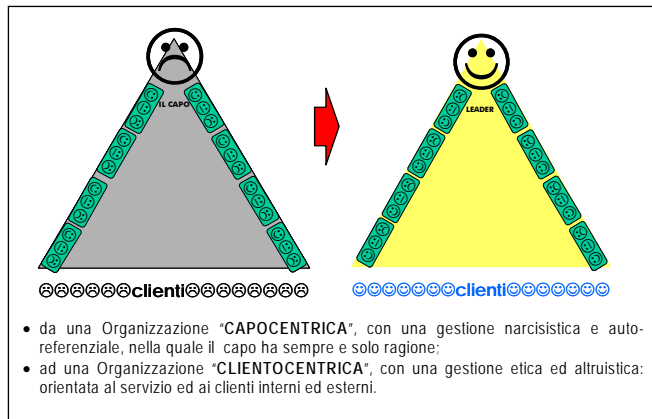 IL CAPO
LEADER
clienti
clienti
• da una Organizzazione “CAPOCENTRICA”, con una gestione narcisistica e auto-
referenziale, nella quale il capo ha sempre e solo ragione;
• ad una Organizzazione “CLIENTOCENTRICA”, con una gestione etica ed altruistica:
orientata al servizio ed ai clienti interni ed esterni.